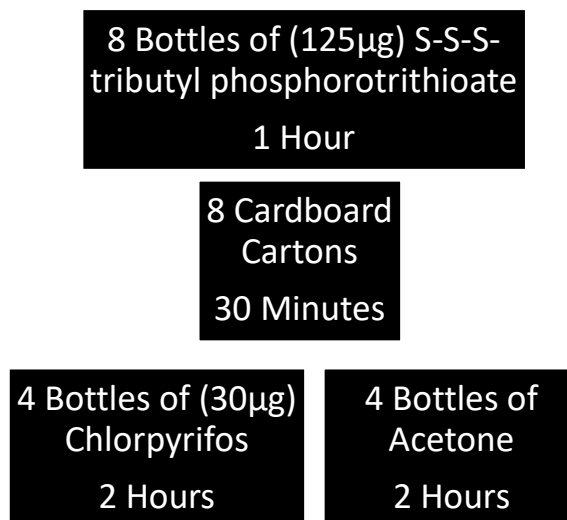 8 Bottles of (125µg) S-S-S-
tributyl phosphorotrithioate
1 Hour
8 Cardboard
Cartons
30 Minutes
4 Bottles of (30µg)
Chlorpyrifos
2 Hours
4 Bottles of
Acetone
2 Hours